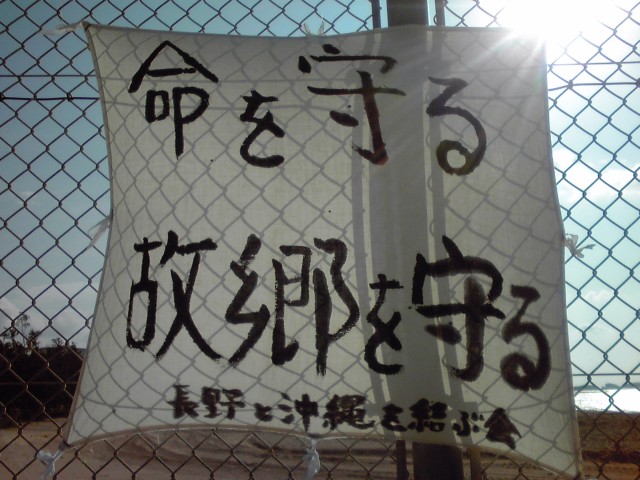 命を守る
故郷を守る
長野と沖縄を結ぶ会